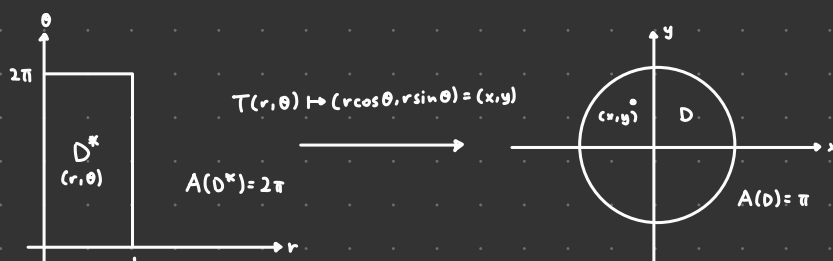 θ
2π
D*
(r,θ)
r
A(D*)=2π
T(r,θ) ↦ (rcosθ,rsinθ)=(x,y)
y
(x,y)
D
x
A(D)=π